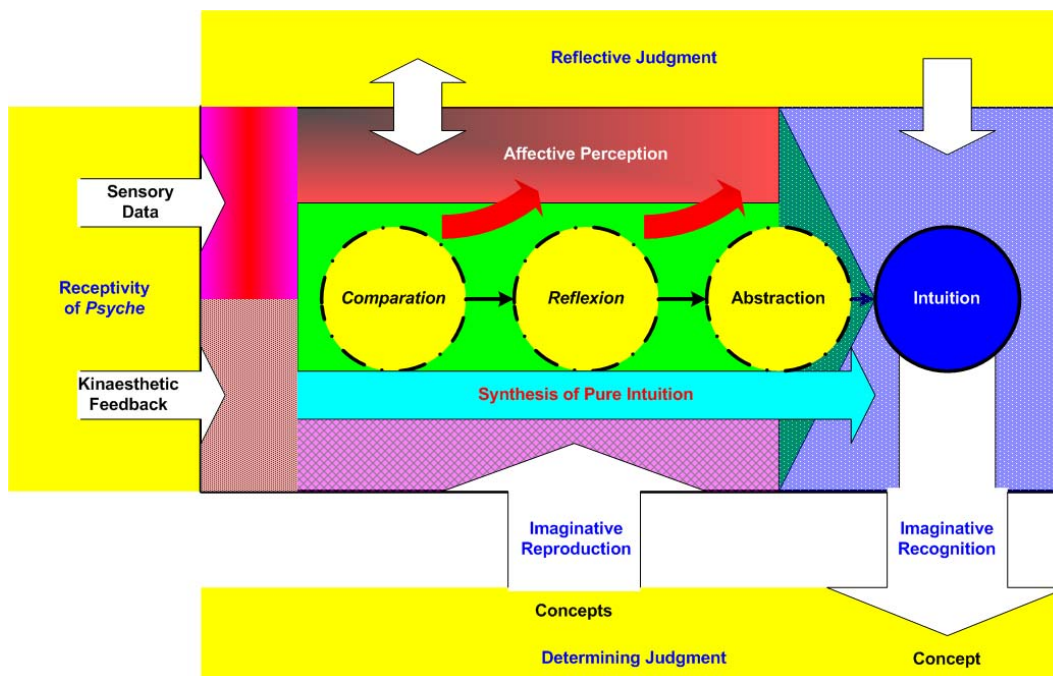 Reflective Judgment
Affective Perception
Sensory
Data
Receptivity
of Psyche
Comparation
Reflexion
Abstraction
Intuition
Kinaesthetic
Feedback
Synthesis of Pure Intuition
Imaginative
Reproduction
Imaginative
Recognition
Concepts
Determining Judgment
Concept